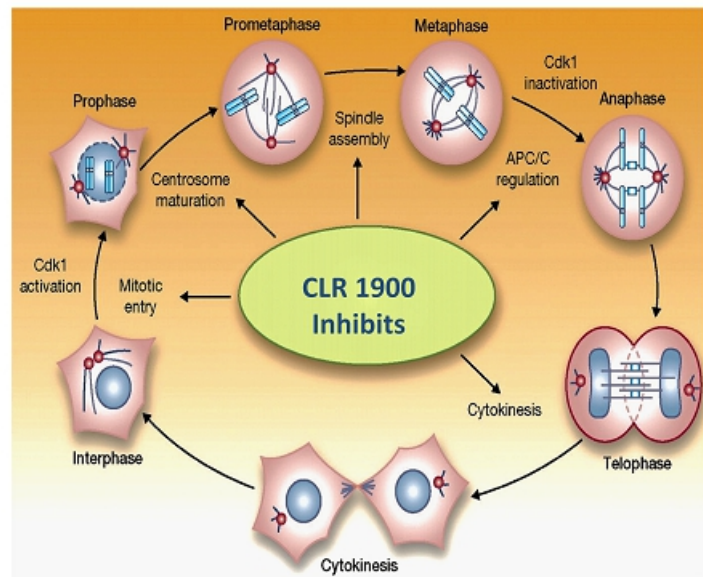 Prometaphase
Metaphase
Cdk1
inactivation
Prophase
Anaphase
Spindle
assembly
APC/C
regulation
Centrosome
maturation
Cdk1
activation
Mitotic
entry
CLR 1900
Inhibits
Cytokinesis
Interphase
Telophase
Cytokinesis